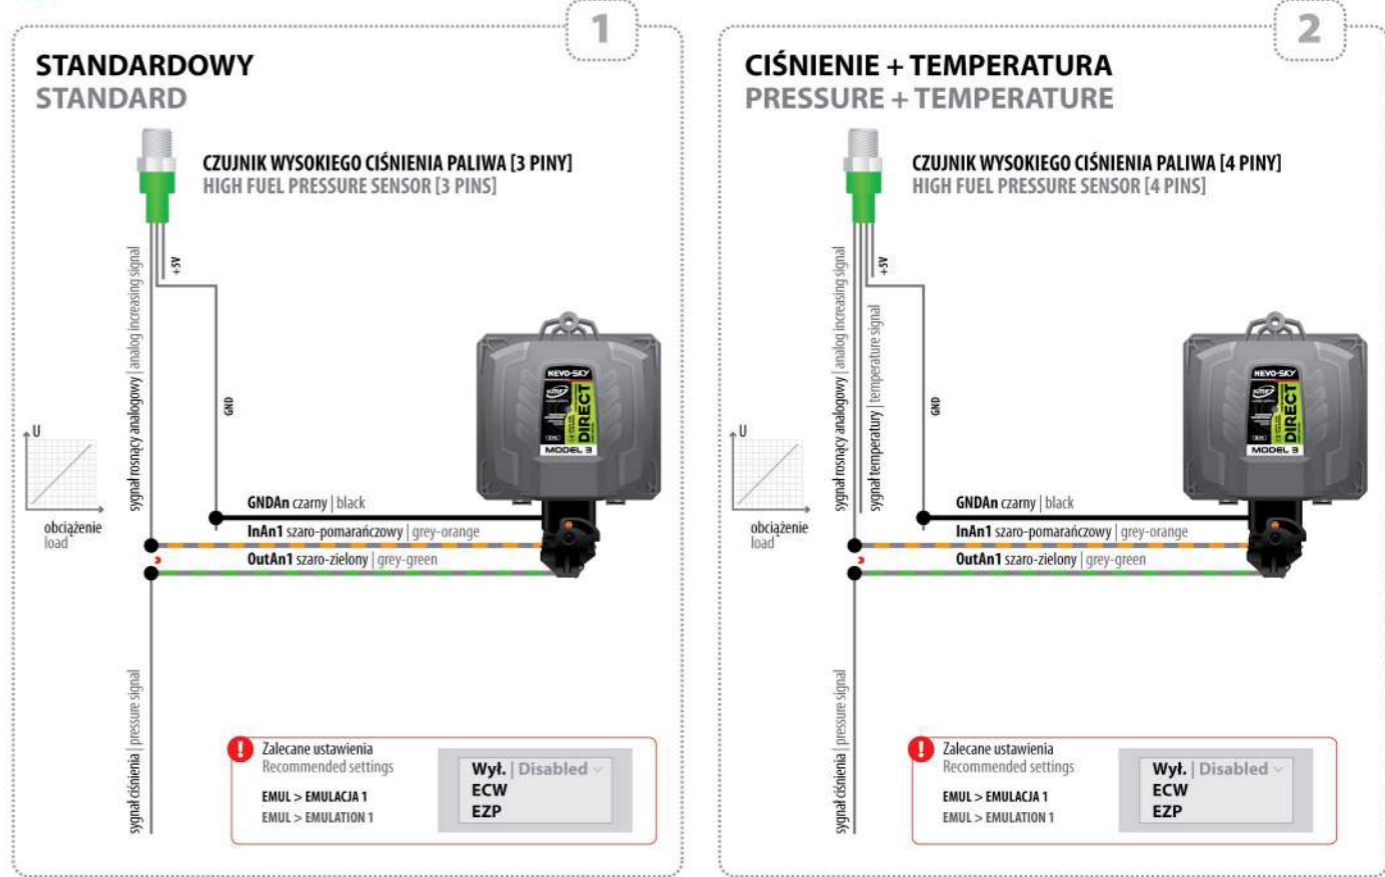 1
STANDARDOWY
STANDARD
CZUJNIK WYSOKIEGO CIŚNIENIA PALIWA [3 PINY]
HIGH FUEL PRESSURE SENSOR [3 PINS]
+5V
sygnał rosnący analogowy | analog increasing signal
GND
U
obciążenie
load
NEVO-SKY
KME
DIRECT
MODEL 3
GNDAn czarny | black
InAn1 szaro-pomarańczowy | grey-orange
OutAn1 szaro-zielony | grey-green
sygnał ciśnienia | pressure signal
Zalecane ustawienia
Recommended settings
EMUL > EMULACJA 1
EMUL > EMULATION 1
Wył. | Disabled
ECW
EZP
2
CIŚNIENIE + TEMPERATURA
PRESSURE + TEMPERATURE
CZUJNIK WYSOKIEGO CIŚNIENIA PALIWA [4 PINY]
HIGH FUEL PRESSURE SENSOR [4 PINS]
+5V
sygnał rosnący analogowy | analog increasing signal
sygnał temperatury | temperature signal
GND
U
obciążenie
load
NEVO-SKY
KME
DIRECT
MODEL 3
GNDAn czarny | black
InAn1 szaro-pomarańczowy | grey-orange
OutAn1 szaro-zielony | grey-green
sygnał ciśnienia | pressure signal
Zalecane ustawienia
Recommended settings
EMUL > EMULACJA 1
EMUL > EMULATION 1
Wył. | Disabled
ECW
EZP